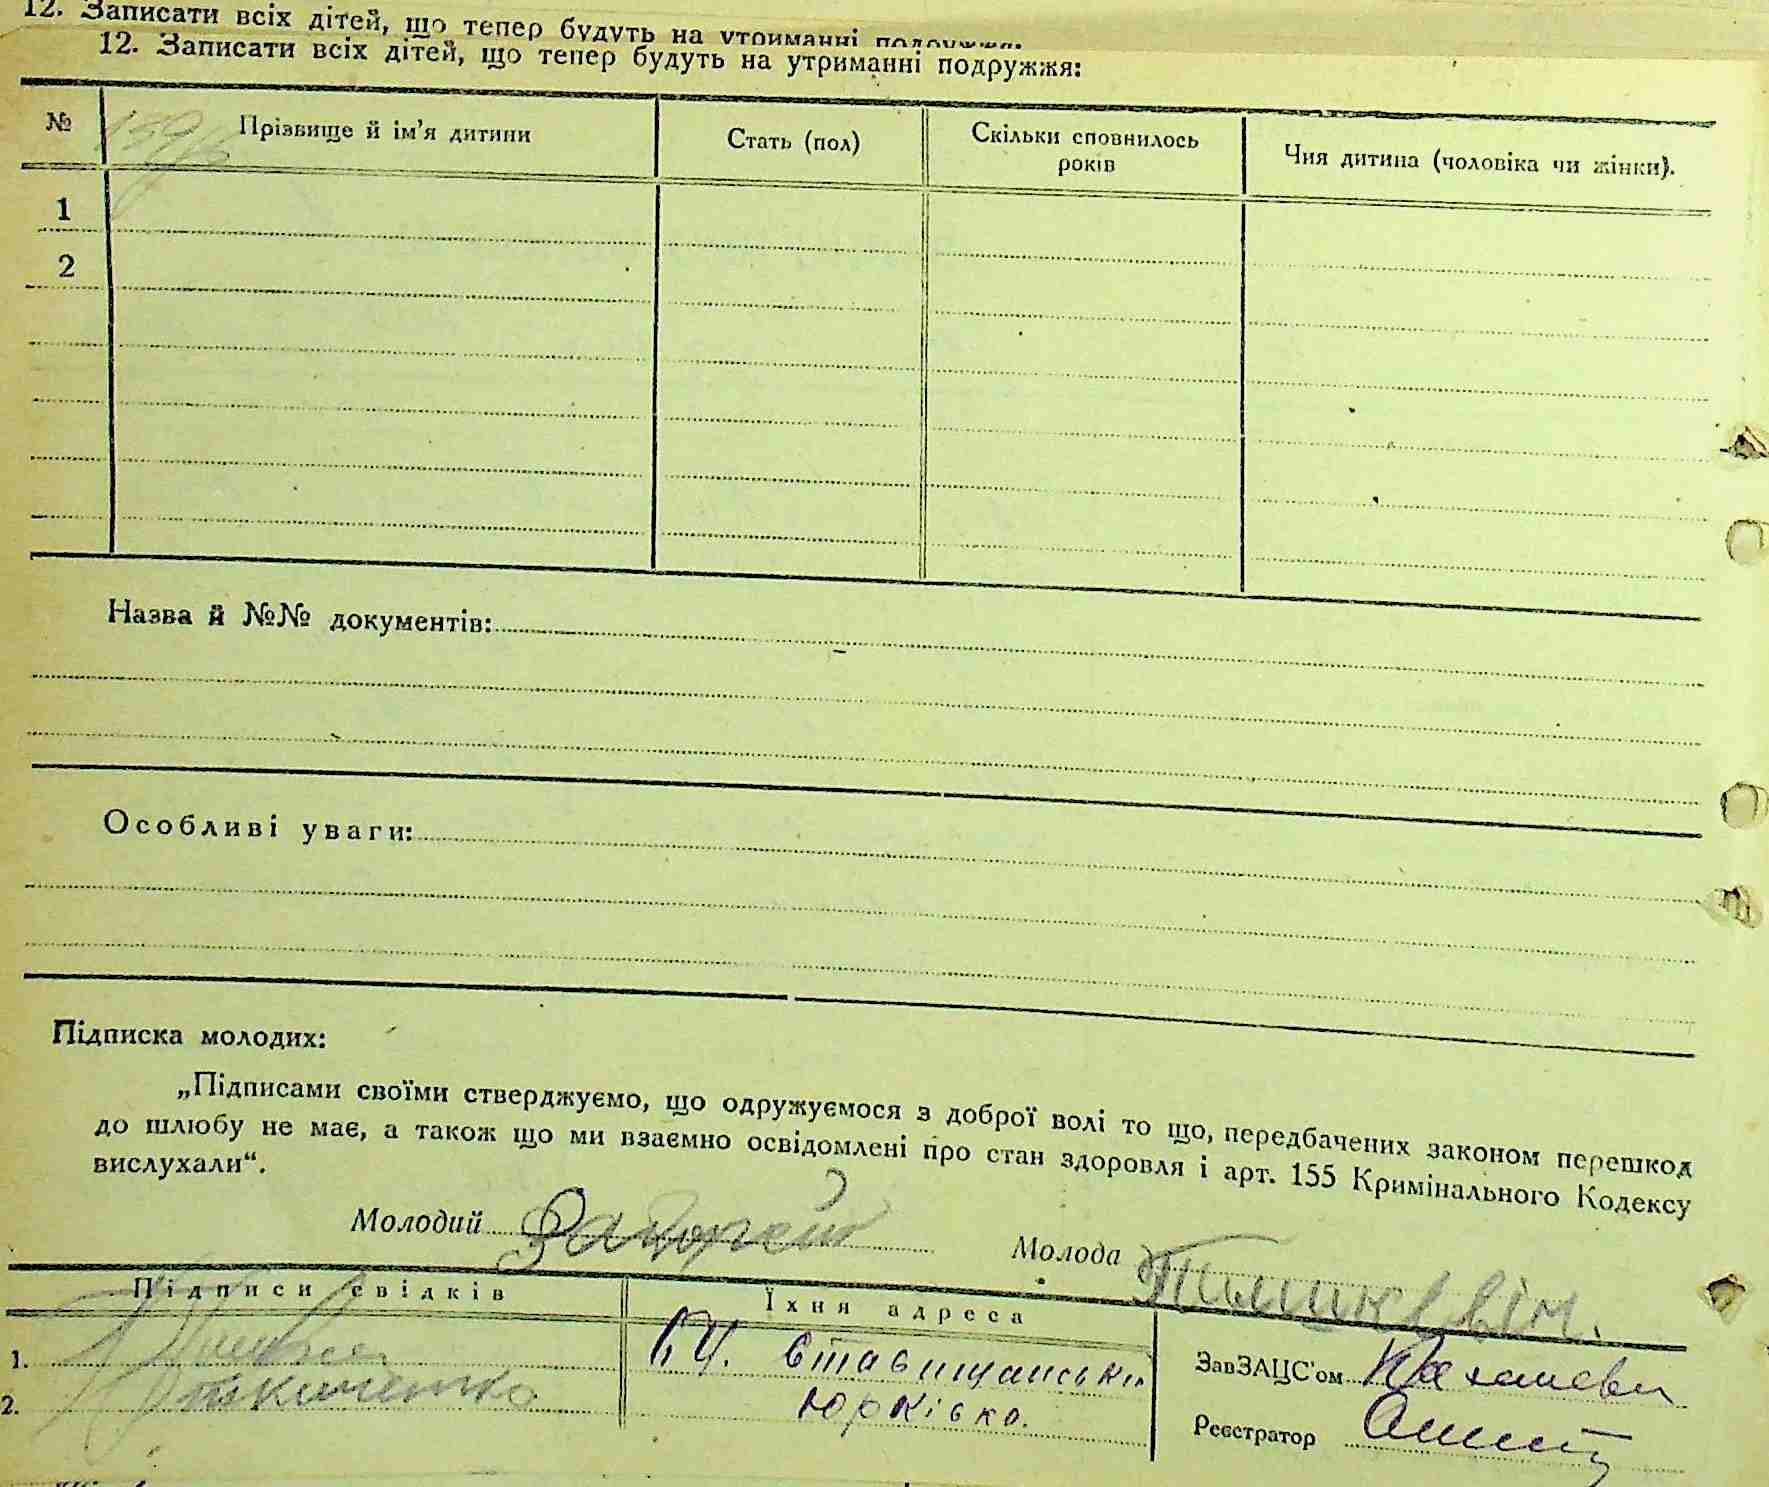 12. Записати всіх дітей, що тепер будуть на утриманні подружжя:
12. Записати всіх дітей, що тепер будуть на утриманні подружжя:
№ Прізвище й ім'я дитини Стать (пол) Скільки сповнилось років Чия дитина (чоловіка чи жінки).
1
2
Назва й №№ документів:
Особливі уваги:
Підписка молодих:
„Підписами своїми стверджуємо, що одружуємося з доброї волі то що, передбачених законом перешкод
до шлюбу не має, а також що ми взаємно освідомлені про стан здоровля і арт. 155 Кримінального Кодексу
вислухали“.
Молодий Молода
Підписи свідків Їхня адреса
1. Ставищанська ЗавЗАЦС'ом
2. Юрківка. Реєстратор